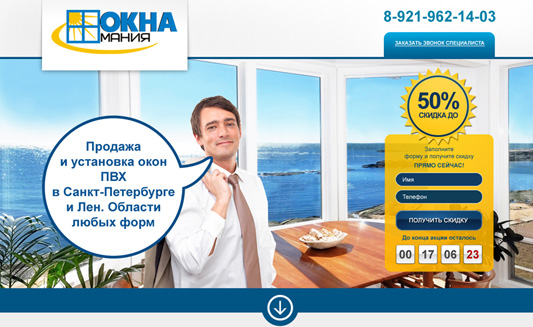 ОКНА
МАНИЯ
8-921-962-14-03
ЗАКАЗАТЬ ЗВОНОК СПЕЦИАЛИСТА
50%
СКИДКА ДО
Продажа
и установка окон
ПВХ
в Санкт-Петербурге
и Лен. Области
любых форм
Заполните
форму и получите скидку
ПРЯМО СЕЙЧАС!
Имя
Телефон
ПОЛУЧИТЬ СКИДКУ
До конца акции осталось
00 17 06 23